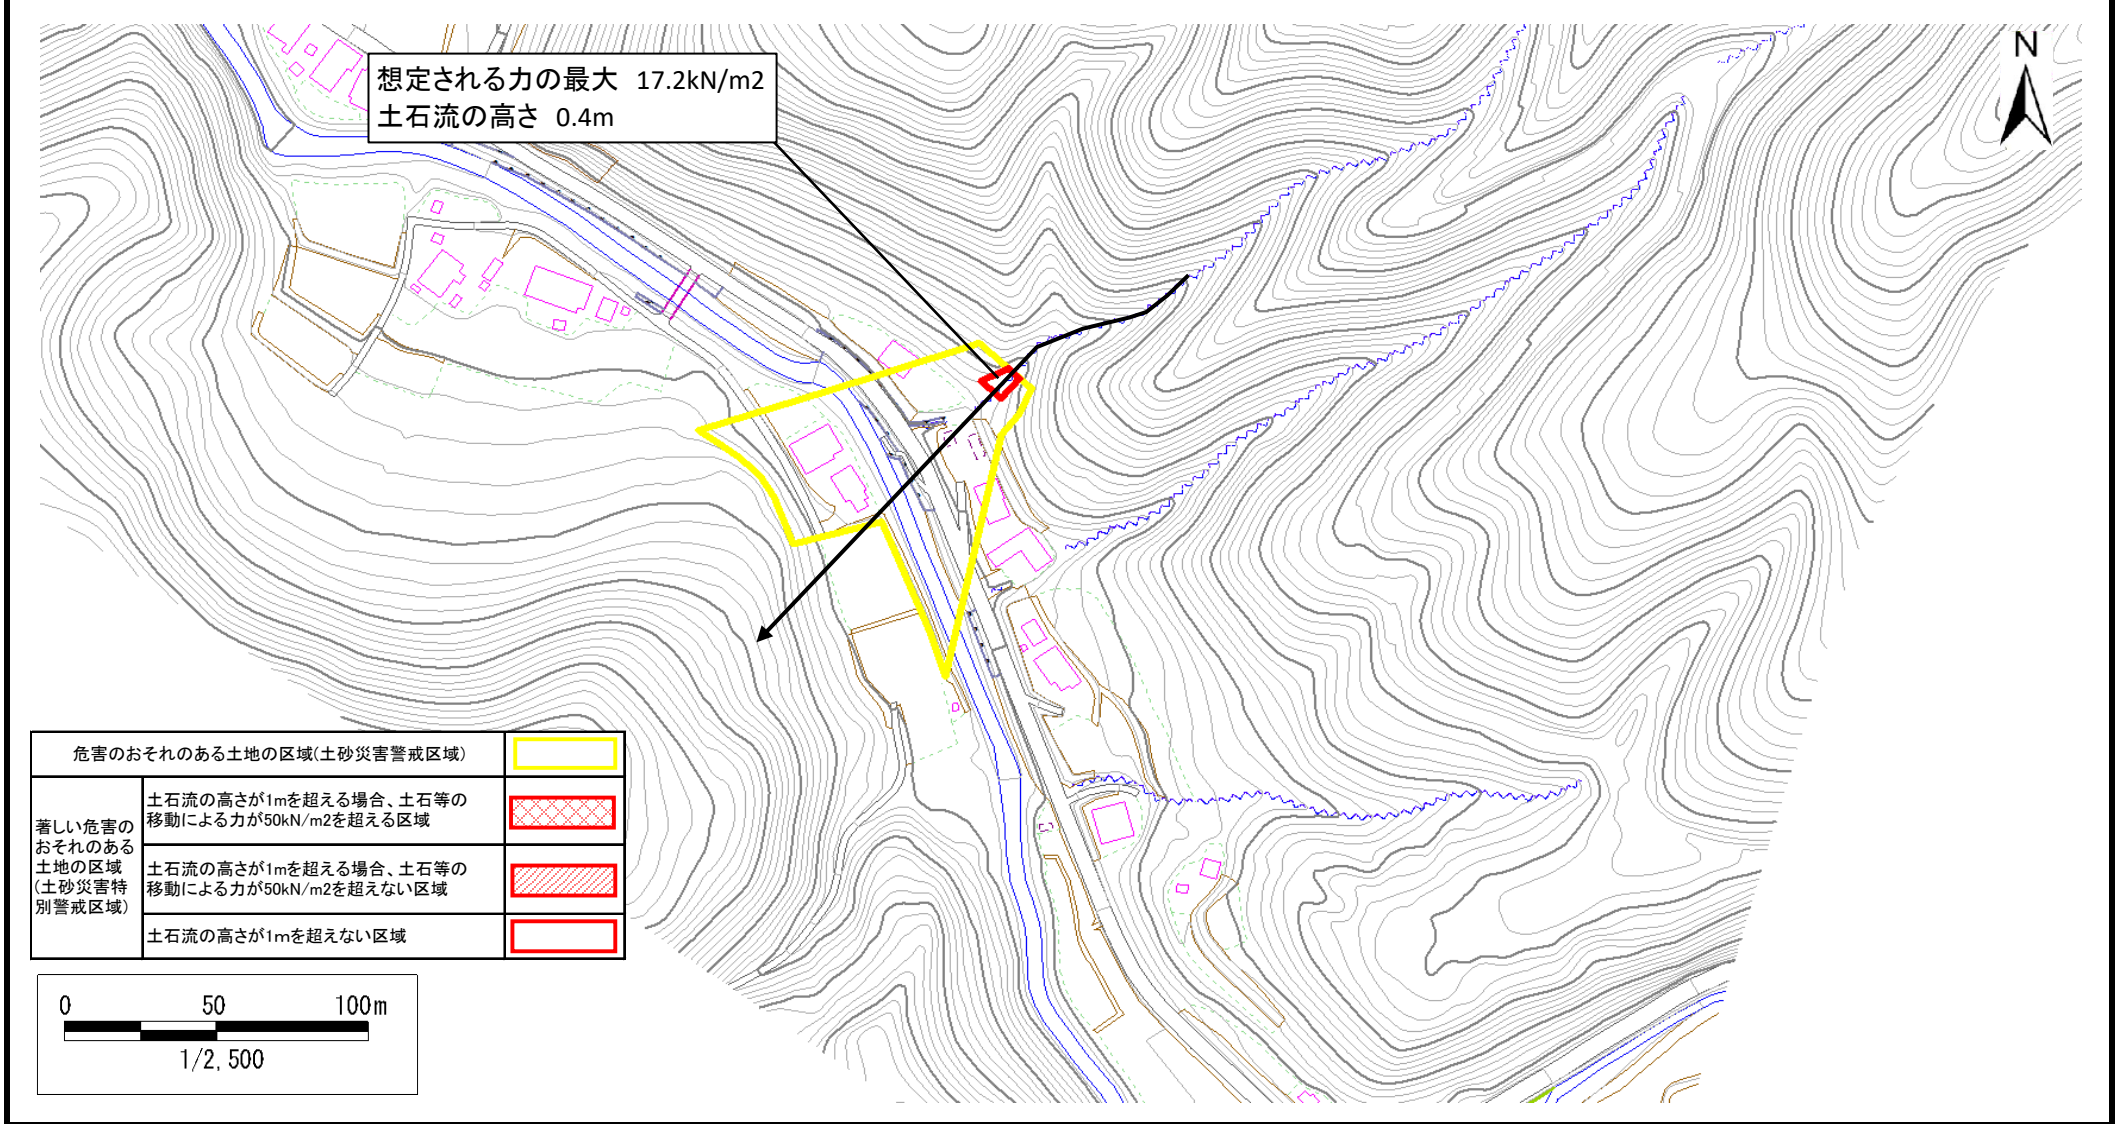 想定される力の最大 17.2kN/m2
土石流の高さ 0.4m
N
危害のおそれのある土地の区域(土砂災害警戒区域)
著しい危害の
おそれのある
土地の区域
(土砂災害特
別警戒区域)
土石流の高さが1mを超える場合、土石等の
移動による力が50kN/m2を超える区域
土石流の高さが1mを超える場合、土石等の
移動による力が50kN/m2を超えない区域
土石流の高さが1mを超えない区域
0 50 100m
1/2,500